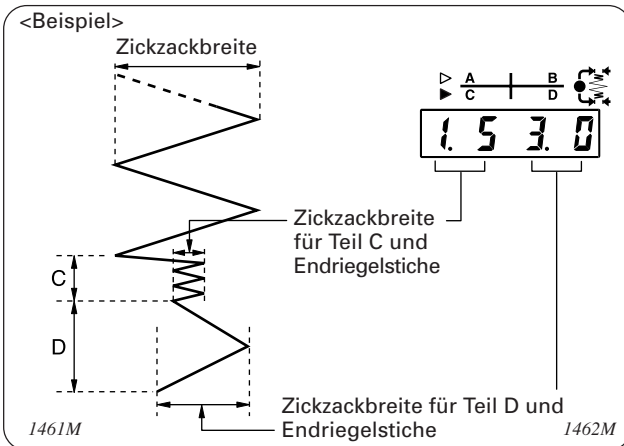 <Beispiel>
Zickzackbreite
A B
C D
1. 5 3. 0
Zickzackbreite
für Teil C und
Endriegelstiche
C
D
Zickzackbreite für Teil D und
Endriegelstiche
1461M
1462M